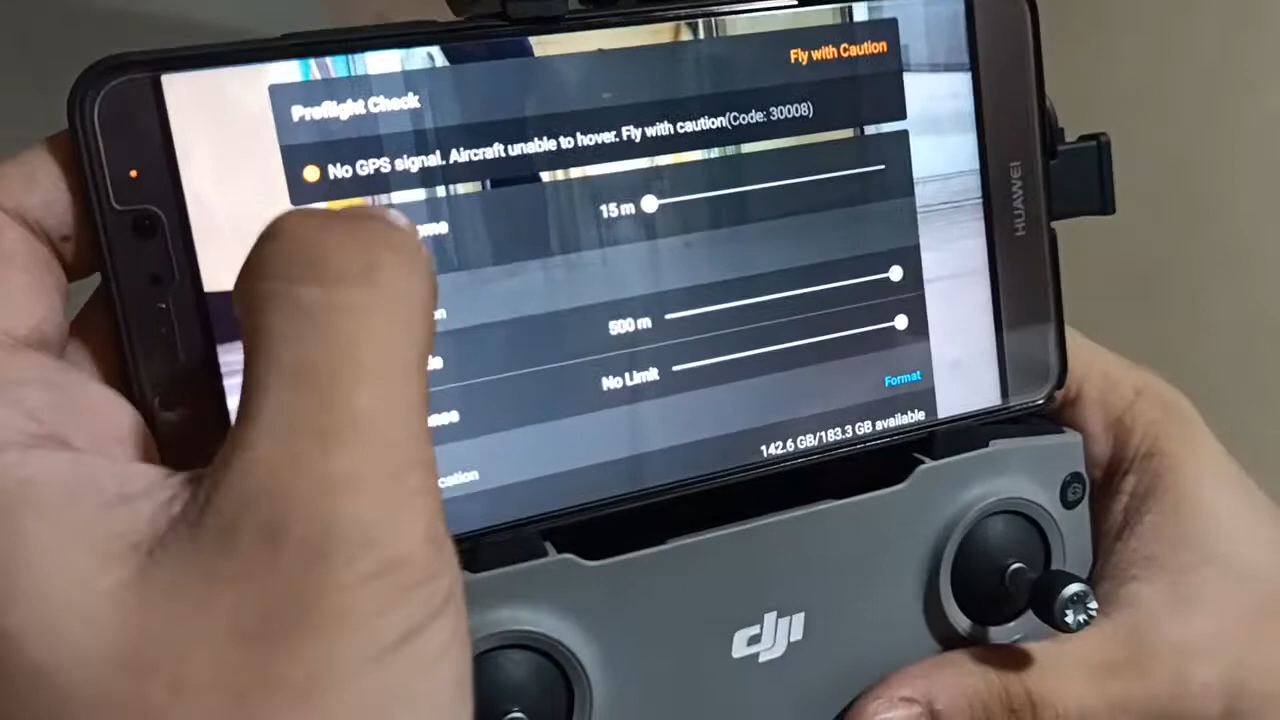 Fly with Caution
Preflight Check
No GPS signal. Aircraft unable to hover. Fly with caution(Code: 30008)
15 m
500 m
No Limit
Format
142.6 GB/183.3 GB available
HUAWEI
dji